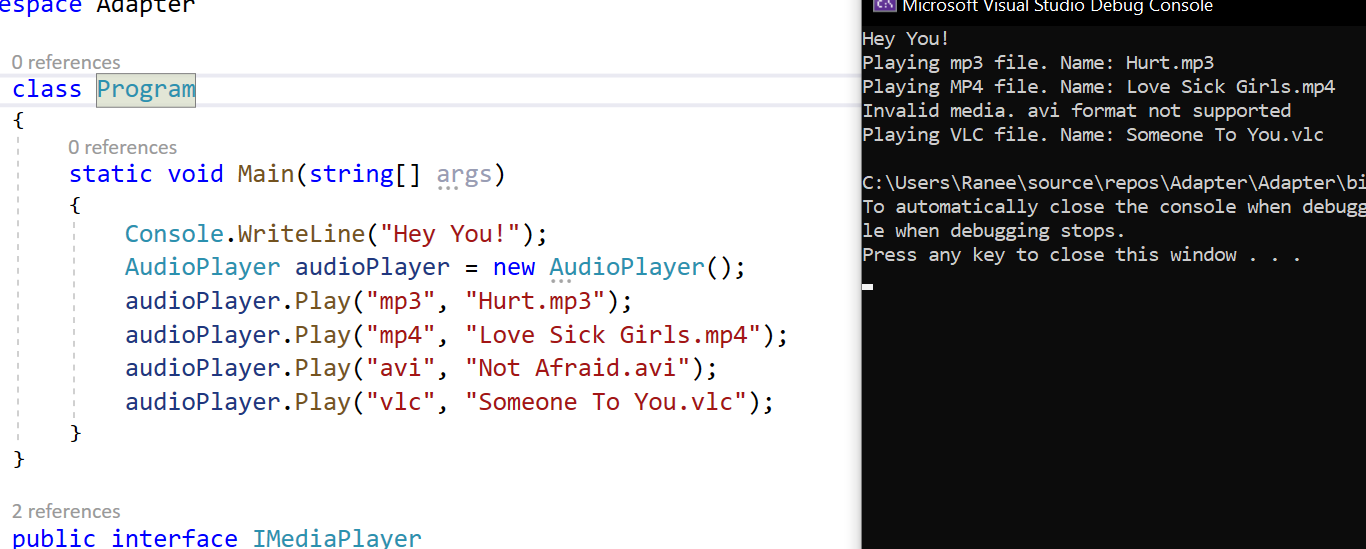 espace Adapter
0 references
class Program
{
0 references
static void Main(string[] args)
{
Console.WriteLine("Hey You!");
AudioPlayer audioPlayer = new AudioPlayer();
audioPlayer.Play("mp3", "Hurt.mp3");
audioPlayer.Play("mp4", "Love Sick Girls.mp4");
audioPlayer.Play("avi", "Not Afraid.avi");
audioPlayer.Play("vlc", "Someone To You.vlc");
}
}
2 references
public interface IMediaPlayer
Microsoft Visual Studio Debug Console
Hey You!
Playing mp3 file. Name: Hurt.mp3
Playing MP4 file. Name: Love Sick Girls.mp4
Invalid media. avi format not supported
Playing VLC file. Name: Someone To You.vlc
C:\Users\Ranee\source\repos\Adapter\Adapter\bi
To automatically close the console when debugg
le when debugging stops.
Press any key to close this window . . .